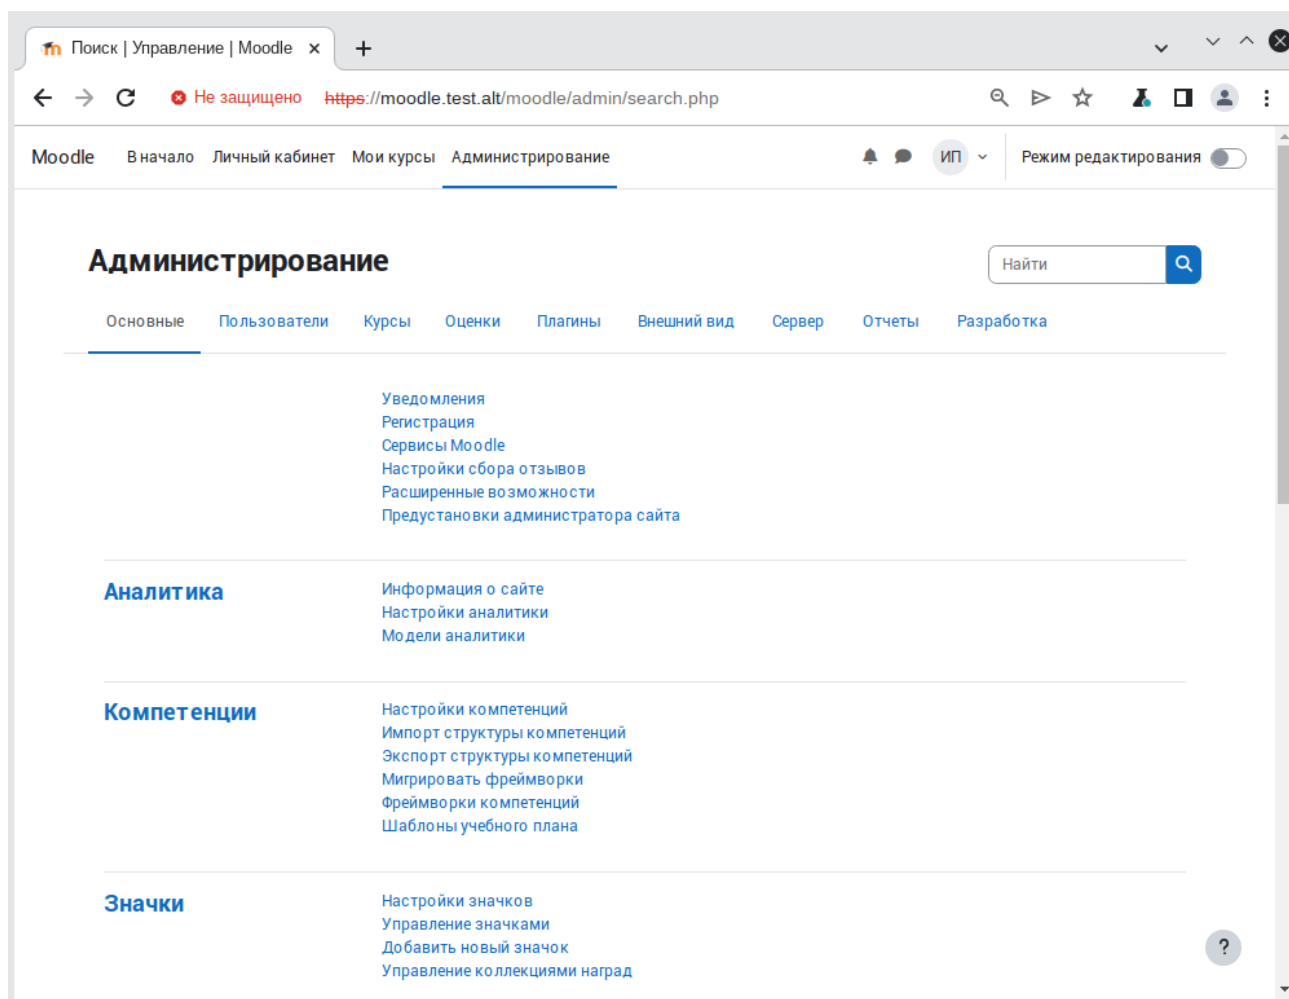 Поиск | Управление | Moodle
Не защищено https://moodle.test.alt/moodle/admin/search.php
Moodle В начало Личный кабинет Мои курсы Администрирование ИП Режим редактирования
Администрирование
Найти
Основные Пользователи Курсы Оценки Плагины Внешний вид Сервер Отчеты Разработка
Уведомления
Регистрация
Сервисы Moodle
Настройки сбора отзывов
Расширенные возможности
Предустановки администратора сайта
Аналитика
Информация о сайте
Настройки аналитики
Модели аналитики
Компетенции
Настройки компетенций
Импорт структуры компетенций
Экспорт структуры компетенций
Мигрировать фреймворки
Фреймворки компетенций
Шаблоны учебного плана
Значки
Настройки значков
Управление значками
Добавить новый значок
Управление коллекциями наград
?